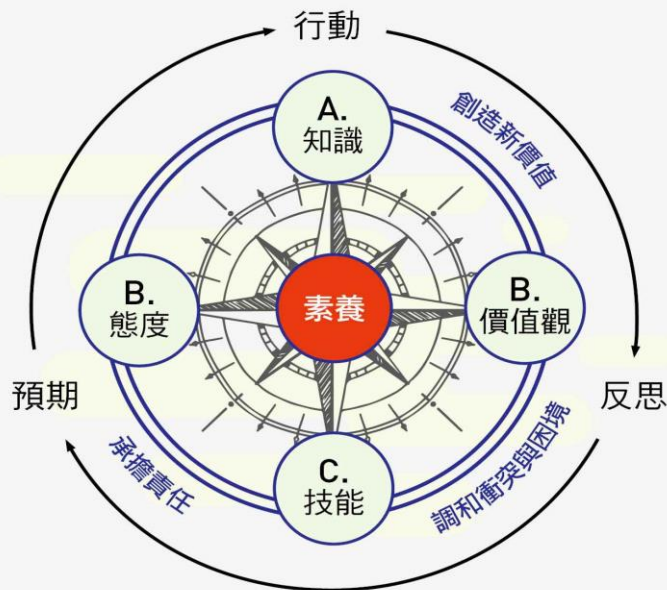 行動
A.
知識
創造新價值
B.
態度
素養
B.
價值觀
預期
反思
承擔責任
C.
技能
調和衝突與困境